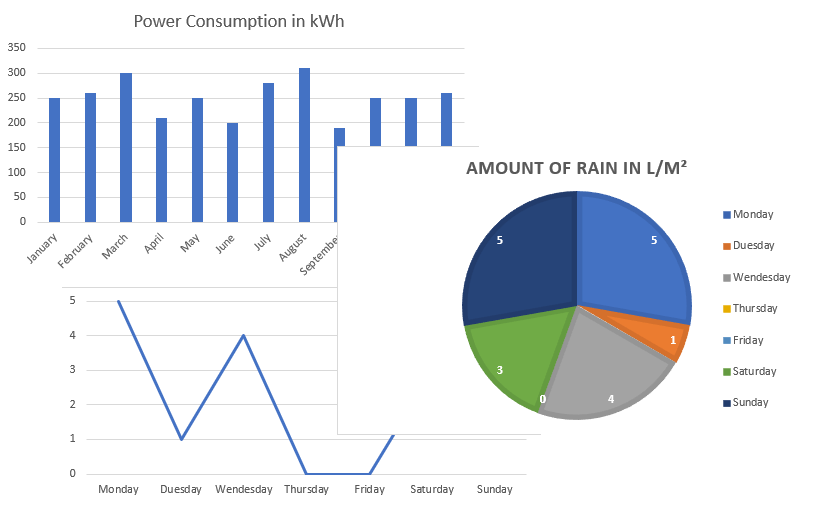 Power Consumption in kWh
350
300
250
200
150
100
50
0
January
February
March
April
May
June
July
August
September
AMOUNT OF RAIN IN L/M²
5
1
4
0
3
5
Monday
Duesday
Wendesday
Thursday
Friday
Saturday
Sunday
5
4
3
2
1
0
Monday
Duesday
Wendesday
Thursday
Friday
Saturday
Sunday